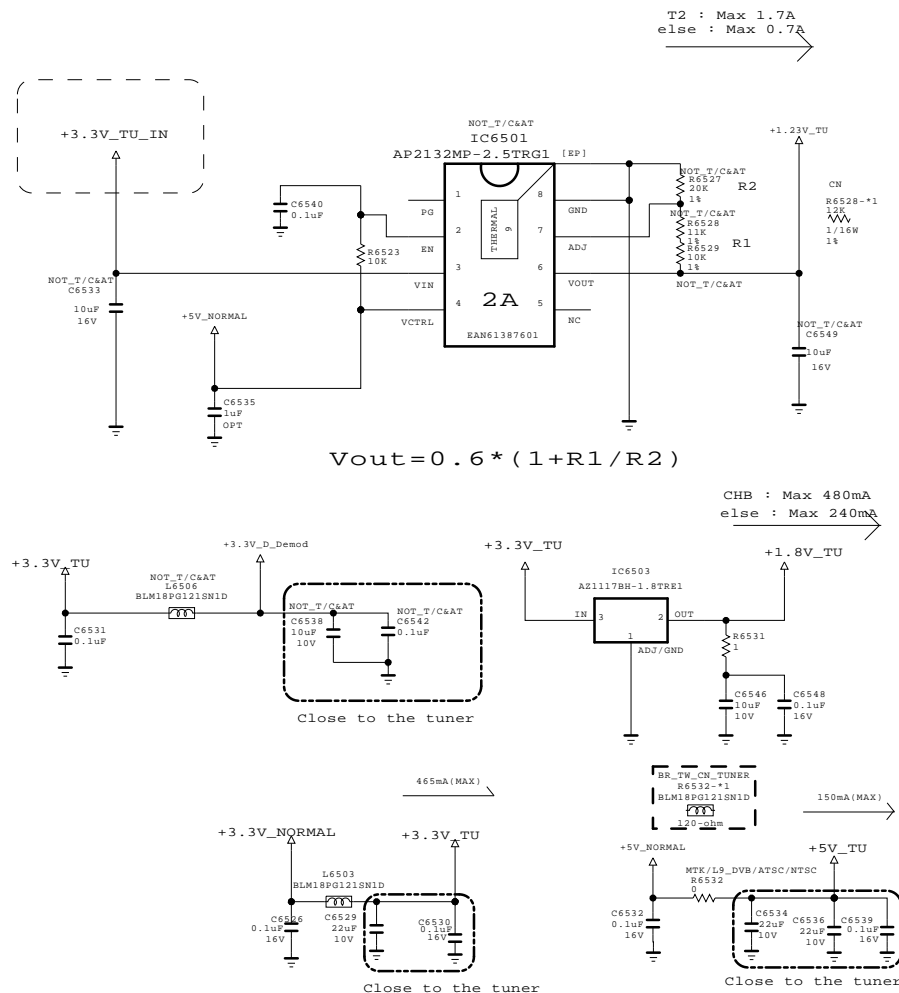 T2 : Max 1.7A
else : Max 0.7A
+3.3V_TU_IN
NOT_T/C&AT
IC6501
AP2132MP-2.5TRG1
[EP]
+1.23V_TU
C6540
0.1uF
R6523
10K
NOT_T/C&AT
C6533
10uF
16V
+5V_NORMAL
C6535
1uF
OPT
1
PG
2
EN
3
VIN
4
VCTRL
THERMAL
9
2A
EAN61387601
8
GND
7
ADJ
6
VOUT
5
NC
NOT_T/C&AT
R6527
20K
1%
R2
NOT_T/C&AT
R6528
11K
1%
R6529
10K
1%
R1
NOT_T/C&AT
CN
R6528-*1
12K
1/16W
1%
NOT_T/C&AT
C6549
10uF
16V
Vout=0.6*(1+R1/R2)
CHB : Max 480mA
else : Max 240mA
+3.3V_TU
NOT_T/C&AT
L6506
BLM18PG121SN1D
+3.3V_D_Demod
C6531
0.1uF
NOT_T/C&AT
C6538
10uF
10V
NOT_T/C&AT
C6542
0.1uF
Close to the tuner
+3.3V_TU
IC6503
AZ1117BH-1.8TRE1
+1.8V_TU
IN
3
2
OUT
1
ADJ/GND
R6531
1
C6546
10uF
10V
C6548
0.1uF
16V
465mA(MAX)
+3.3V_NORMAL
+3.3V_TU
L6503
BLM18PG121SN1D
C6526
0.1uF
16V
C6529
22uF
10V
C6530
0.1uF
16V
Close to the tuner
BR_TW_CN_TUNER
R6532-*1
BLM18PG121SN1D
120-ohm
150mA(MAX)
+5V_NORMAL
+5V_TU
MTK/L9_DVB/ATSC/NTSC
R6532
0
C6532
0.1uF
16V
C6534
22uF
10V
C6536
22uF
10V
C6539
0.1uF
16V
Close to the tuner